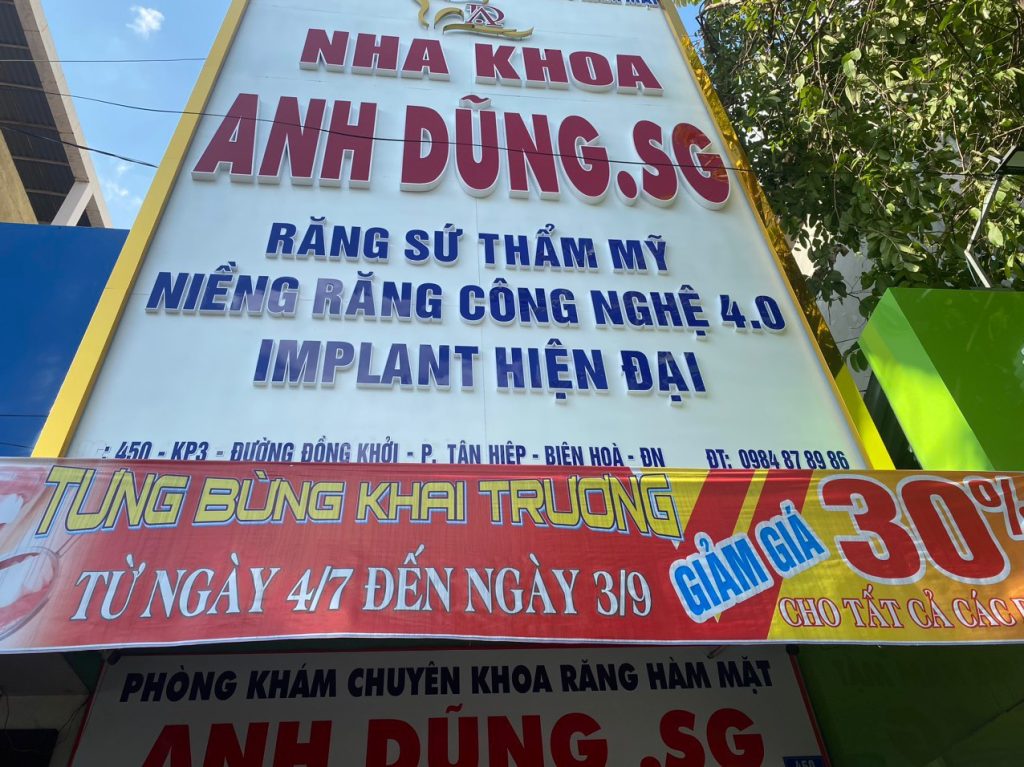 NHA KHOA
ANH DŨNG.SG
RĂNG SỨ THẨM MỸ
NIỀNG RĂNG CÔNG NGHỆ 4.0
IMPLANT HIỆN ĐẠI
: 450 - KP3 - ĐƯỜNG ĐỒNG KHỞI - P. TÂN HIỆP - BIÊN HOÀ - ĐN ĐT: 0984 87 89 86
TƯNG BỪNG KHAI TRƯƠNG
TỪ NGÀY 4/7 ĐẾN NGÀY 3/9
GIẢM GIÁ 30%
CHO TẤT CẢ CÁC
PHÒNG KHÁM CHUYÊN KHOA RĂNG HÀM MẶT
ANH DŨNG .SG
450